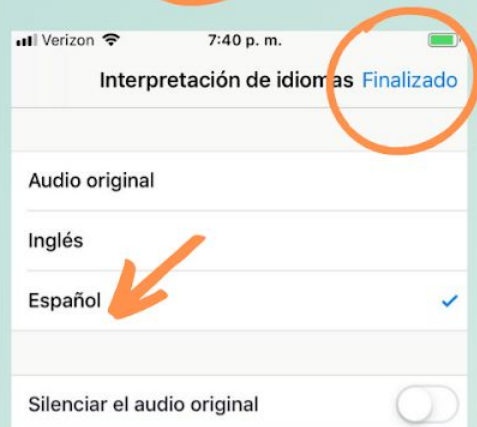 Verizon 7:40 p. m.
Interpretación de idiomas Finalizado
Audio original
Inglés
Español
Silenciar el audio original